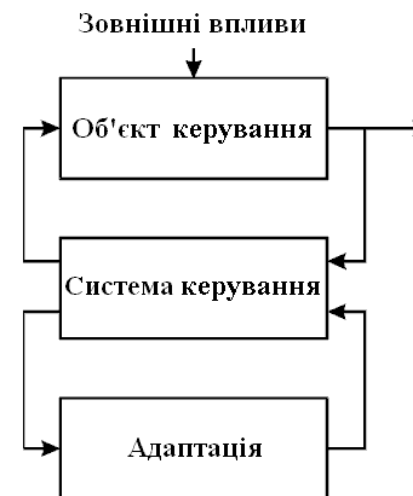 Зовнішні впливи
Об'єкт керування
Система керування
Адаптація